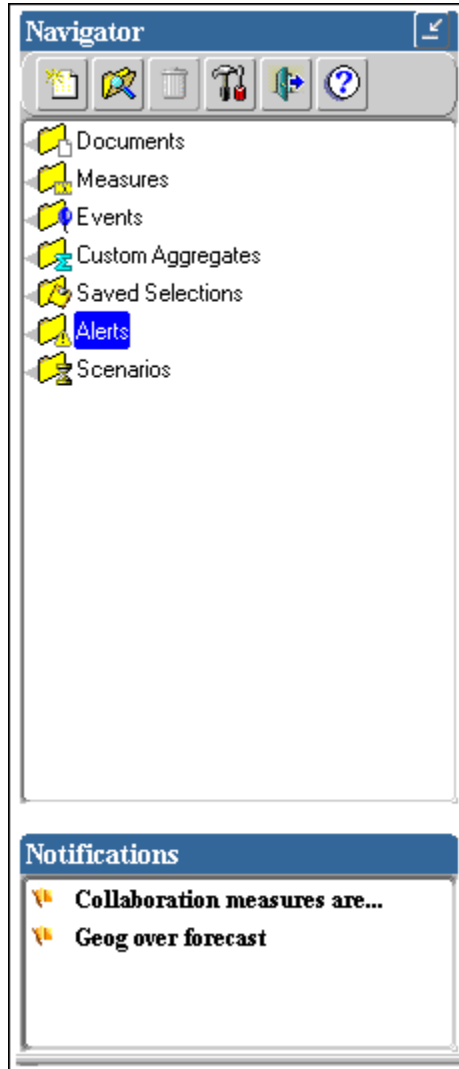 Navigator
Documents
Measures
Events
Custom Aggregates
Saved Selections
Alerts
Scenarios
Notifications
Collaboration measures are...
Geog over forecast